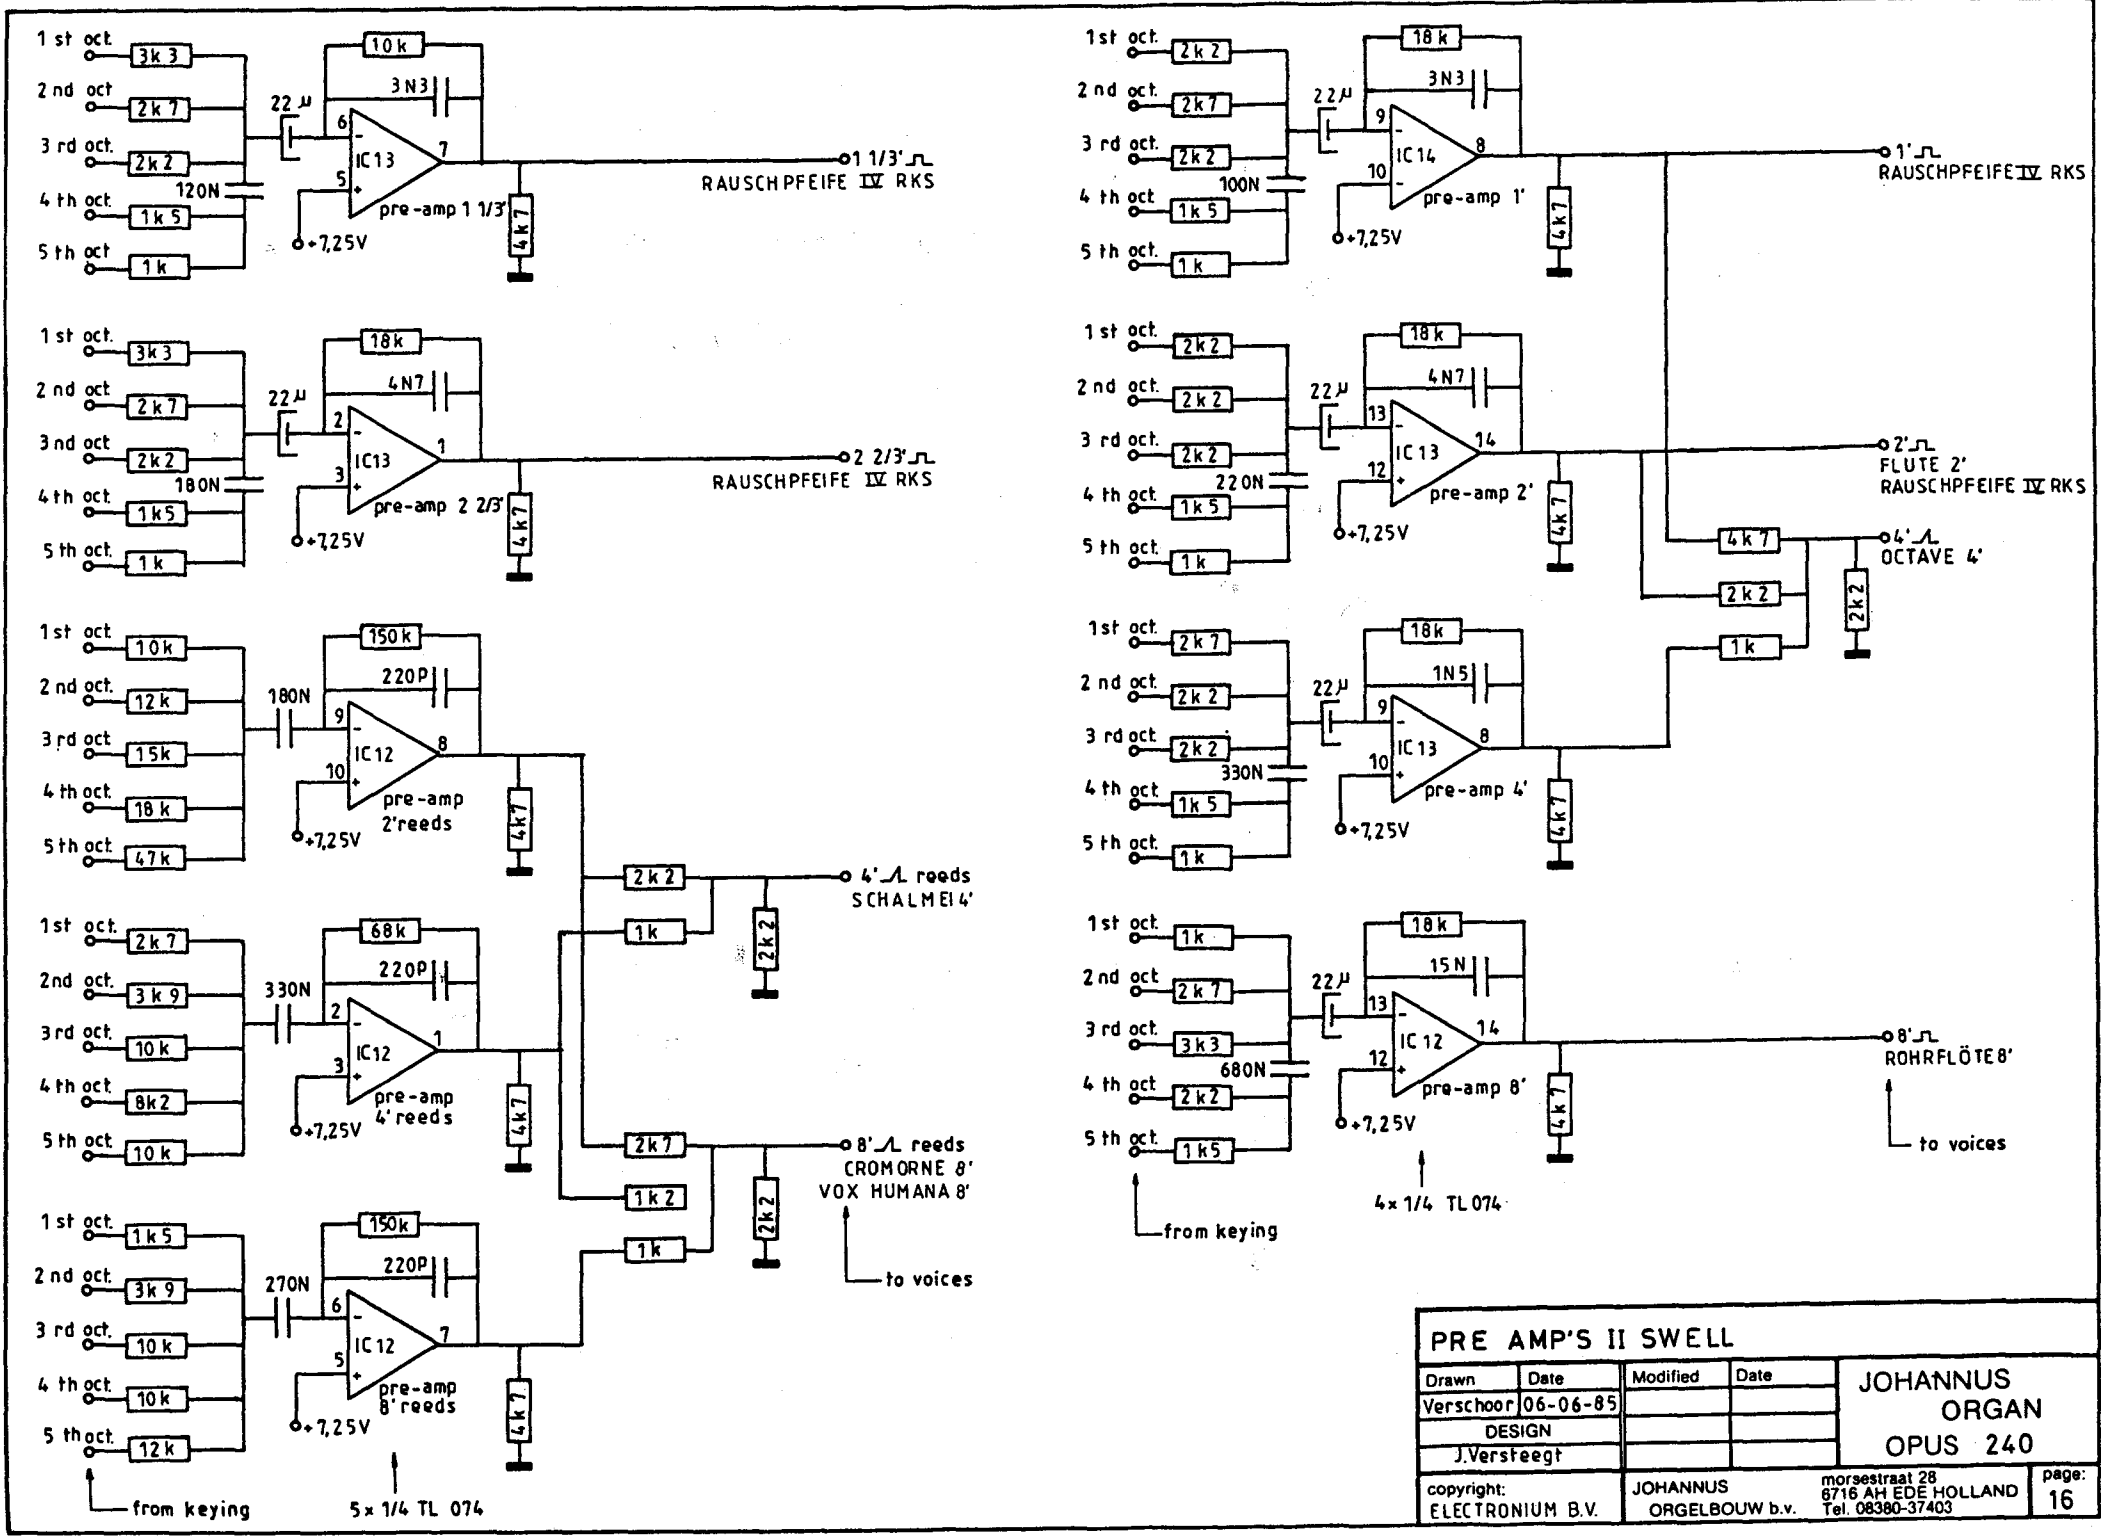 1 st oct.
3k3
10k
2 nd oct
2k7
3N3
22µ
3 rd oct.
2k2
6
-
IC13
7
5
+
120N
4 th oct
1k5
pre-amp 1 1/3'
4k7
+7,25V
5 th oct
1k
1 1/3'
RAUSCHPFEIFE IV RKS
1 st oct.
3k3
18k
2 nd oct
2k7
4N7
22µ
3 nd oct
2k2
2
-
IC13
1
3
+
180N
4 th oct
1k5
pre-amp 2 2/3'
4k7
+7,25V
5 th oct.
1k
2 2/3'
RAUSCHPFEIFE IV RKS
1st oct
10k
150k
2 nd oct.
12k
220P
180N
3 rd oct
15k
9
-
IC12
8
10
+
4 th oct.
18k
pre-amp
2'reeds
4k7
+7,25V
5 th oct.
47k
2k2
4' reeds
SCHALMEI 4'
1k
2k2
1st oct.
2k7
68k
2nd oct.
3k9
220P
330N
3 rd oct.
10k
2
-
IC12
1
3
+
4 th oct.
8k2
pre-amp
4'reeds
4k7
+7,25V
5 th oct
10k
2k7
8' reeds
CROMORNE 8'
VOX HUMANA 8'
1k2
2k2
1k
to voices
1 st oct.
1k5
150k
2 nd oct.
3k9
220P
270N
3 rd oct.
10k
6
-
IC12
7
5
+
4 th oct.
10k
pre-amp
8'reeds
4k7
+7,25V
5 th oct.
12k
from keying
5 x 1/4 TL 074
1st oct.
2k2
18k
2 nd oct.
2k7
3N3
22µ
3 rd oct.
2k2
9
-
IC14
8
10
-
100N
4 th oct
1k5
pre-amp 1'
4k7
+7,25V
5 th oct.
1k
1'
RAUSCHPFEIFE IV RKS
1 st oct.
2k2
18k
2 nd oct.
2k2
4N7
22µ
3 rd oct.
2k2
13
-
IC13
14
12
+
220N
4 th oct.
1k5
pre-amp 2'
4k7
+7,25V
5 th oct.
1k
2'
FLUTE 2'
RAUSCHPFEIFE IV RKS
4k7
4'
OCTAVE 4'
2k2
2k2
1k
1st oct.
2k7
18k
2 nd oct.
2k2
1N5
22µ
3 rd oct.
2k2
9
-
IC13
8
10
+
330N
4 th oct.
1k5
pre-amp 4'
4k7
+7,25V
5 th oct.
1k
1st oct.
1k
18k
2 nd oct.
2k7
15N
22µ
3 rd oct.
3k3
13
-
IC12
14
12
+
680N
4 th oct
2k2
pre-amp 8'
4k7
+7,25V
5 th oct.
1k5
8'
ROHRFLÖTE 8'
to voices
4x 1/4 TL 074
from keying
PRE AMP'S II SWELL
Drawn Date Modified Date
Verschoor 06-06-85
DESIGN
J.Versteegt
JOHANNUS
ORGAN
OPUS 240
copyright:
ELECTRONIUM B.V.
JOHANNUS
ORGELBOUW b.v.
morsestraat 28
6716 AH EDE HOLLAND
Tel. 08380-37403
page:
16